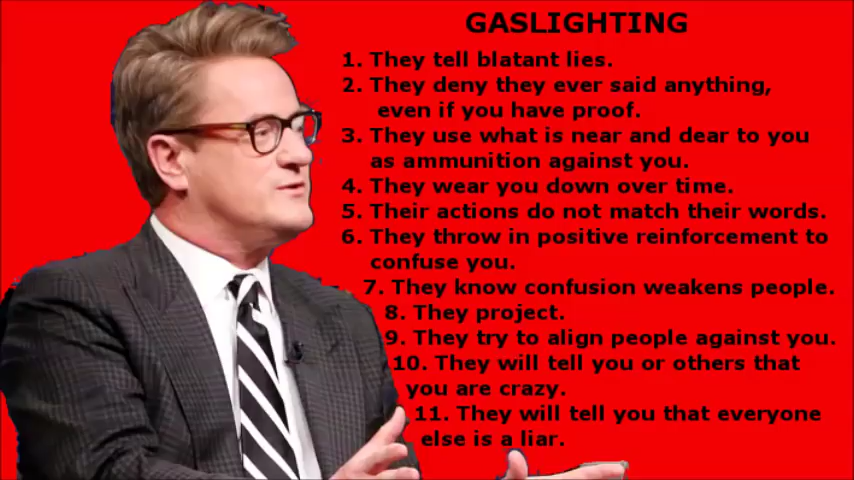 GASLIGHTING
1. They tell blatant lies.
2. They deny they ever said anything,
even if you have proof.
3. They use what is near and dear to you
as ammunition against you.
4. They wear you down over time.
5. Their actions do not match their words.
6. They throw in positive reinforcement to
confuse you.
7. They know confusion weakens people.
8. They project.
9. They try to align people against you.
10. They will tell you or others that
you are crazy.
11. They will tell you that everyone
else is a liar.